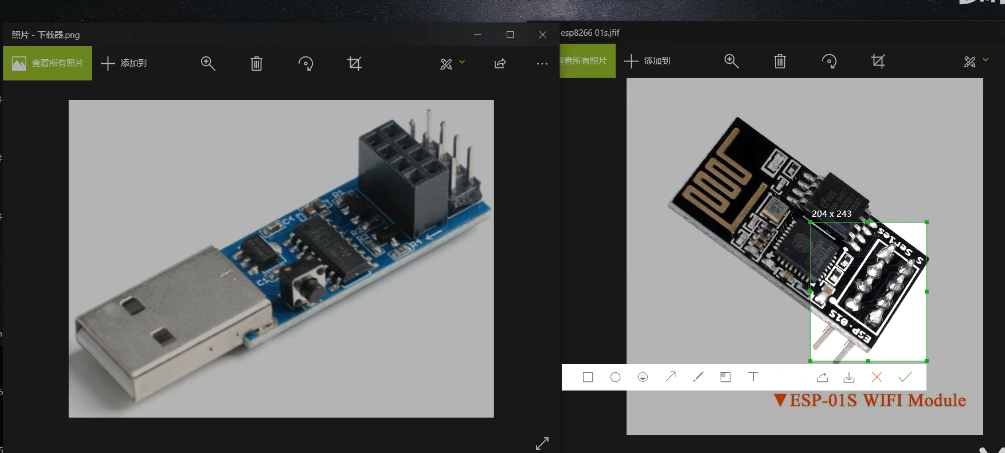 照片 - 下载器.png
esp8266 01s.jfif
查看所有照片
添加到
查看所有照片
添加到
204 x 243
Series
ESP-01S
▼ESP-01S WIFI Module